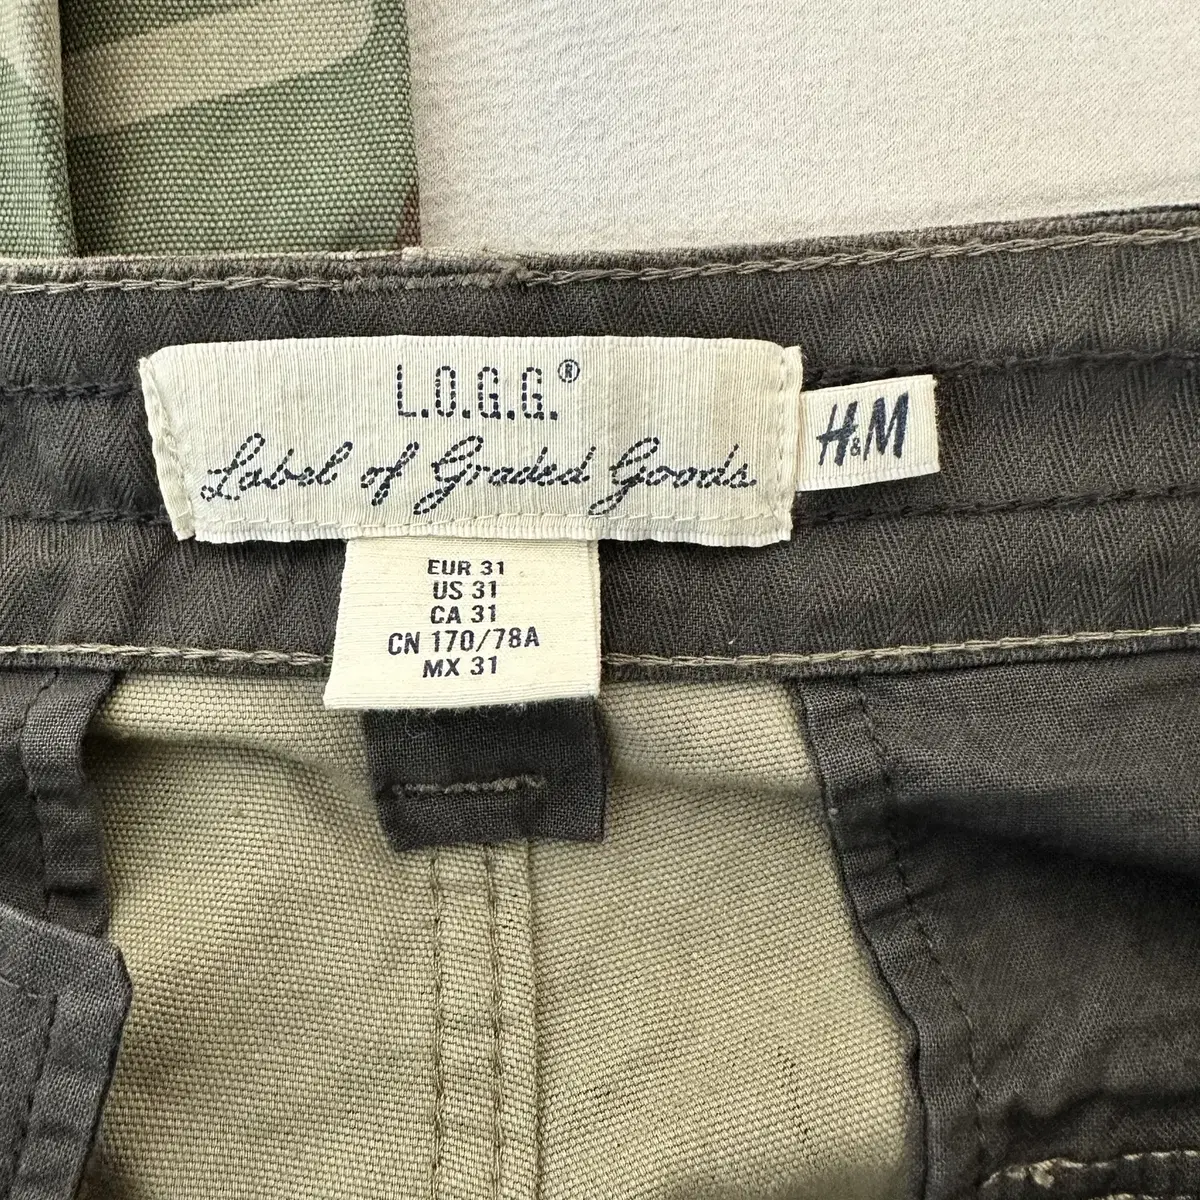 L.O.G.G.®
Label of Graded Goods
H&M
EUR 31
US 31
CA 31
CN 170/78A
MX 31